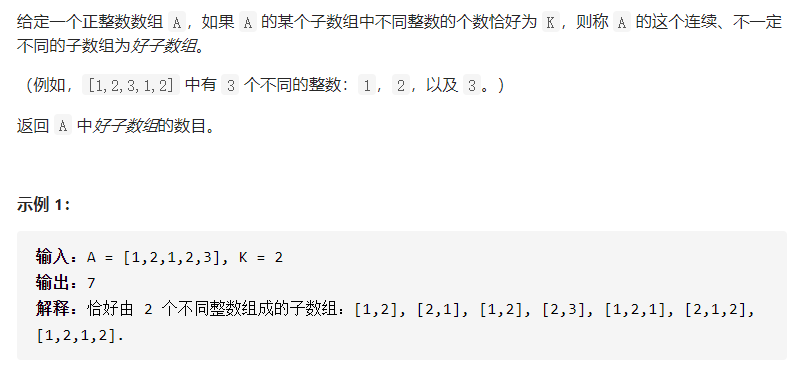 给定一个正整数数组 A，如果 A 的某个子数组中不同整数的个数恰好为 K，则称 A 的这个连续、不一定
不同的子数组为好子数组。
（例如，[1,2,3,1,2] 中有 3 个不同的整数：1，2，以及 3。）
返回 A 中好子数组的数目。
示例 1：
输入：A = [1,2,1,2,3], K = 2
输出：7
解释：恰好由 2 个不同整数组成的子数组：[1,2], [2,1], [1,2], [2,3], [1,2,1], [2,1,2],
[1,2,1,2].